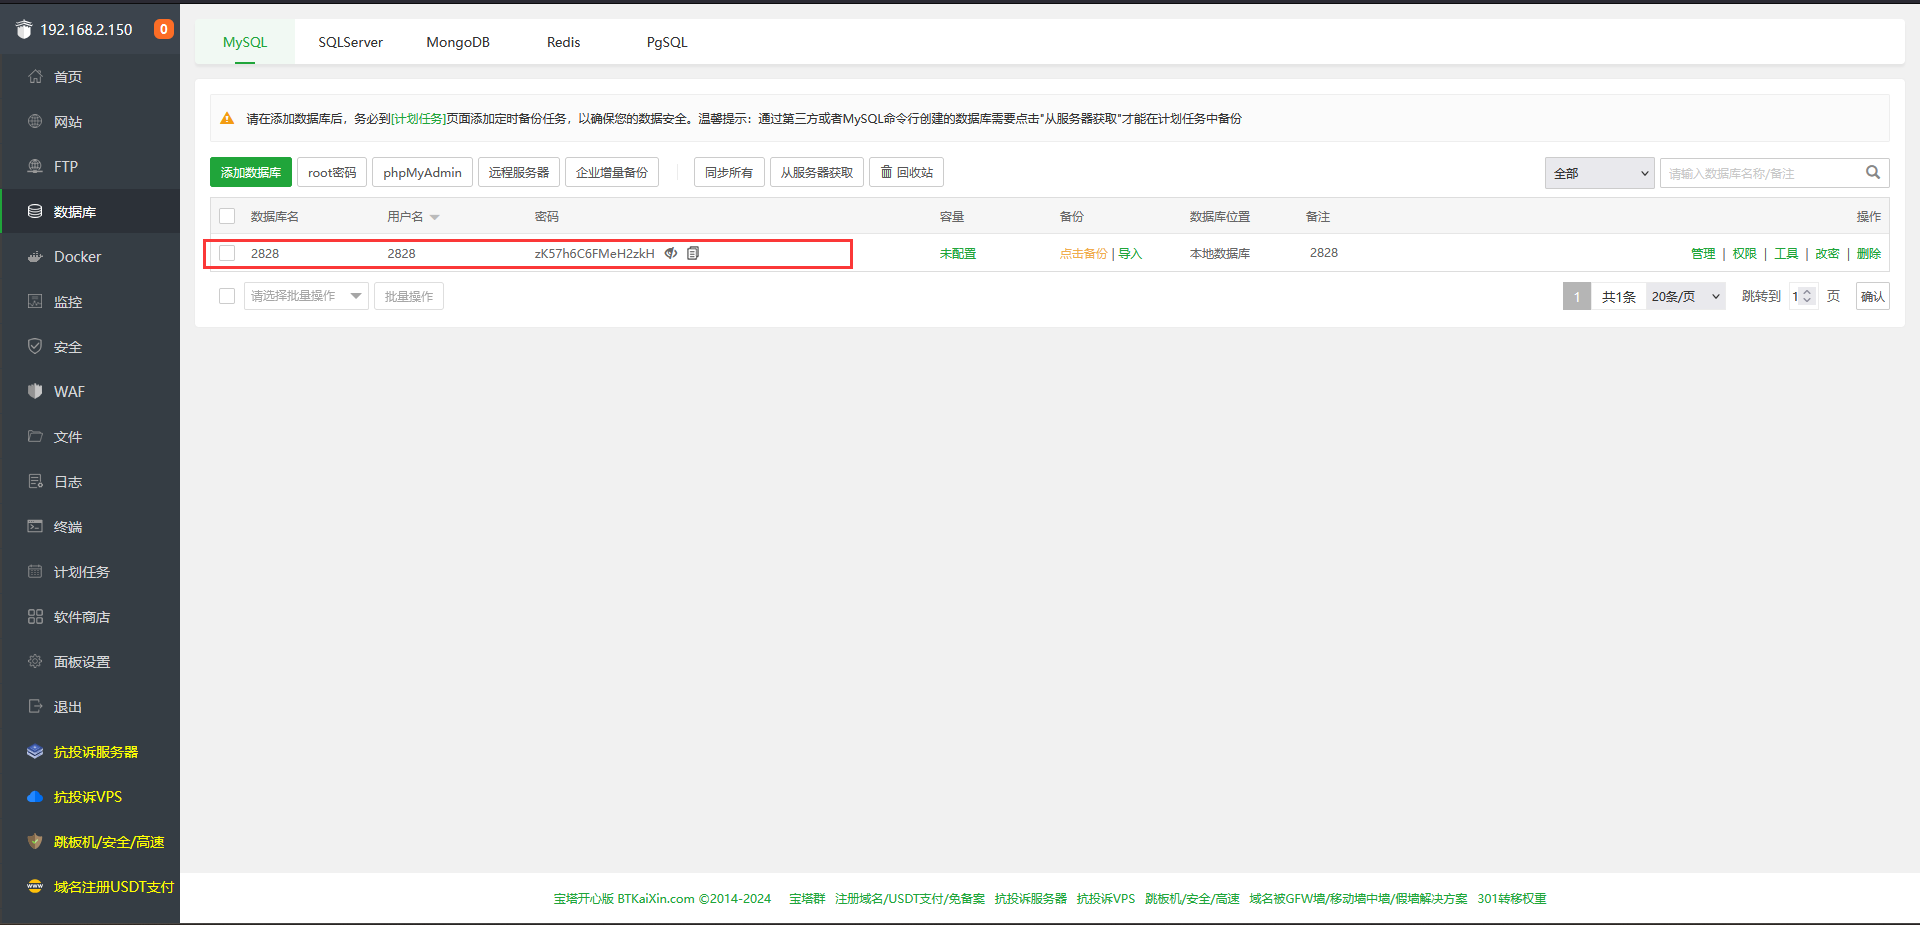 192.168.2.150 0
首页
网站
FTP
数据库
Docker
监控
安全
WAF
文件
日志
终端
计划任务
软件商店
面板设置
退出
抗投诉服务器
抗投诉VPS
跳板机/安全/高速
域名注册USDT支付
MySQL SQLServer MongoDB Redis PgSQL
请在添加数据库后，务必到[计划任务]页面添加定时备份任务，以确保您的数据安全。温馨提示：通过第三方或者MySQL命令行创建的数据库需要点击"从服务器获取"才能在计划任务中备份
添加数据库 root密码 phpMyAdmin 远程服务器 企业增量备份 同步所有 从服务器获取 回收站 全部 请输入数据库名称/备注
数据库名 用户名 密码 容量 备份 数据库位置 备注 操作
2828 2828 zK57h6C6FMeH2zkH 未配置 点击备份 | 导入 本地数据库 2828 管理 | 权限 | 工具 | 改密 | 删除
请选择批量操作 批量操作 1 共1条 20条/页 跳转到 1 页 确认
宝塔开心版 BTKaiXin.com ©2014-2024 宝塔群 注册域名/USDT支付/免备案 抗投诉服务器 抗投诉VPS 跳板机/安全/高速 域名被GFW墙/移动墙中墙/假墙解决方案 301转移权重